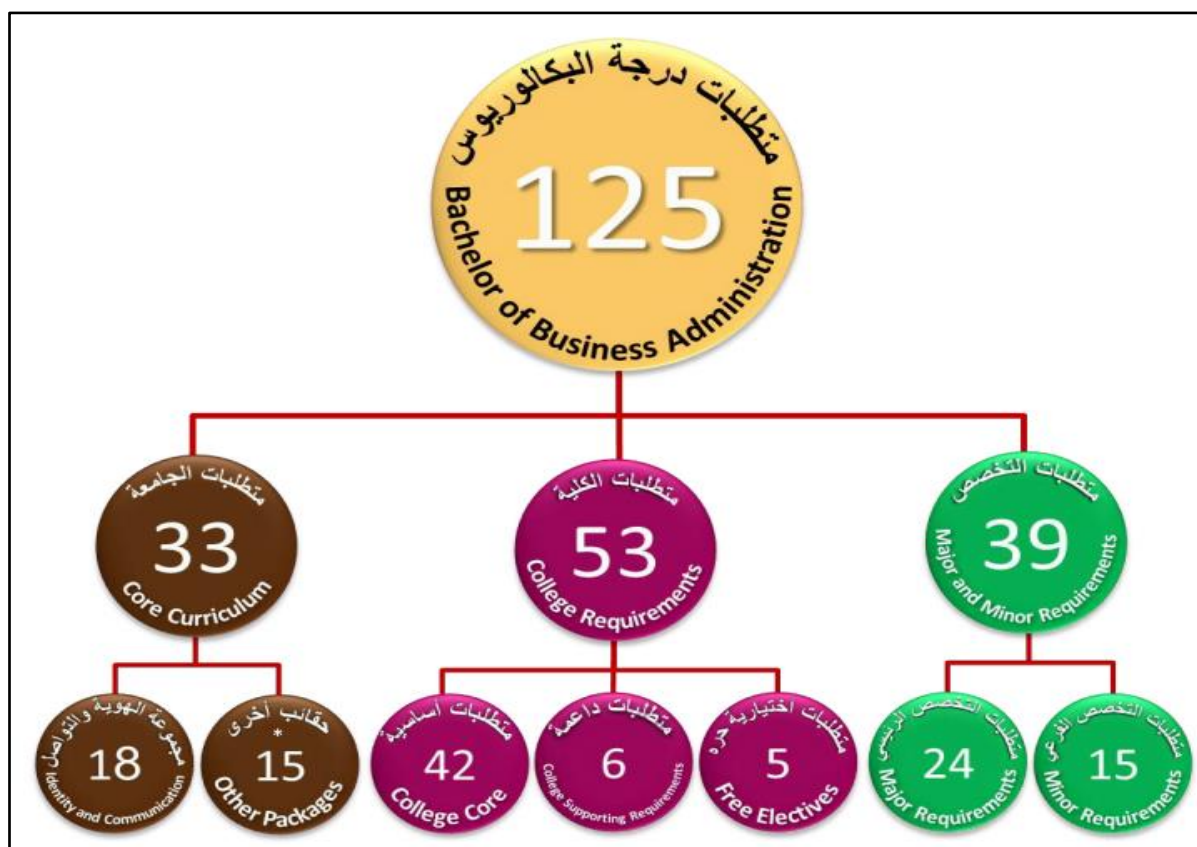 متطلبات درجة البكالوريوس
125
Bachelor of Business Administration
متطلبات الجامعة
33
Core Curriculum
متطلبات الكلية
53
College Requirements
متطلبات التخصص
39
Major and Minor Requirements
مجموعة الهوية والتواصل
18
Identity and Communication
حقائب أخرى
*
15
Other Packages
متطلبات أساسية
42
College Core
متطلبات داعمة
6
College Supporting Requirements
متطلبات اختيارية حره
5
Free Electives
متطلبات التخصص الرئيسي
24
Major Requirements
متطلبات التخصص الفرعي
15
Minor Requirements